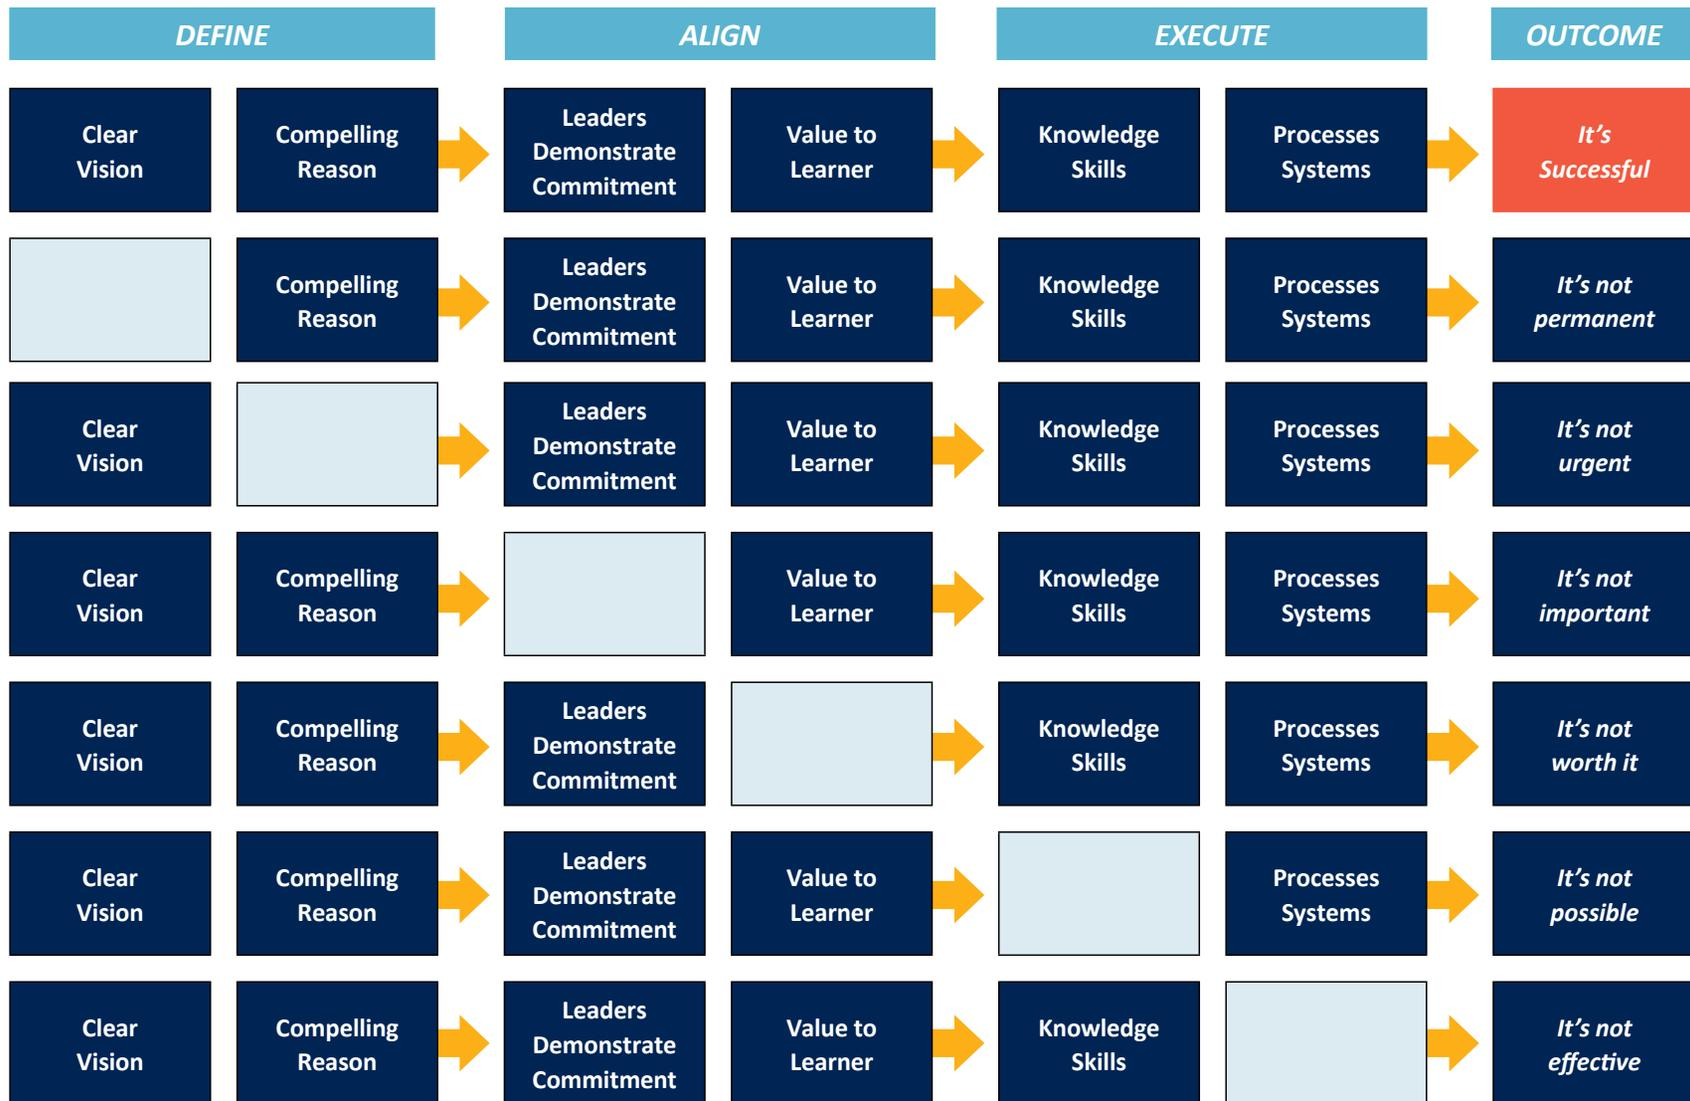 DEFINE
ALIGN
EXECUTE
OUTCOME
Clear
Vision
Compelling
Reason
Leaders
Demonstrate
Commitment
Value to
Learner
Knowledge
Skills
Processes
Systems
It’s
Successful
Compelling
Reason
Leaders
Demonstrate
Commitment
Value to
Learner
Knowledge
Skills
Processes
Systems
It’s not
permanent
Clear
Vision
Leaders
Demonstrate
Commitment
Value to
Learner
Knowledge
Skills
Processes
Systems
It’s not
urgent
Clear
Vision
Compelling
Reason
Value to
Learner
Knowledge
Skills
Processes
Systems
It’s not
important
Clear
Vision
Compelling
Reason
Leaders
Demonstrate
Commitment
Knowledge
Skills
Processes
Systems
It’s not
worth it
Clear
Vision
Compelling
Reason
Leaders
Demonstrate
Commitment
Value to
Learner
Processes
Systems
It’s not
possible
Clear
Vision
Compelling
Reason
Leaders
Demonstrate
Commitment
Value to
Learner
Knowledge
Skills
It’s not
effective